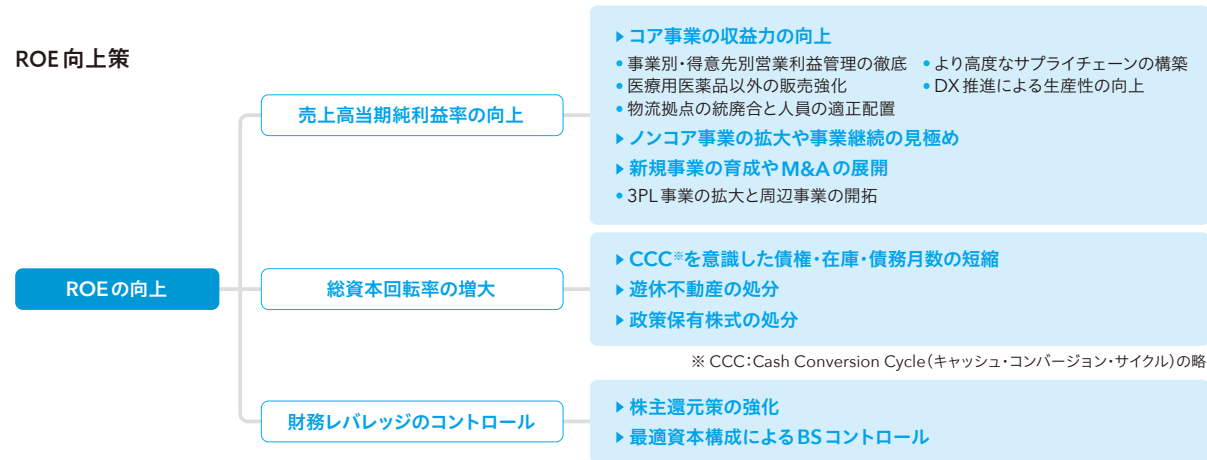 ROE向上策
ROEの向上
売上高当期純利益率の向上
▶コア事業の収益力の向上
•事業別・得意先別営業利益管理の徹底 •より高度なサプライチェーンの構築
•医療用医薬品以外の販売強化 •DX推進による生産性の向上
•物流拠点の統廃合と人員の適正配置
▶ノンコア事業の拡大や事業継続の見極め
▶新規事業の育成やM&Aの展開
•3PL事業の拡大と周辺事業の開拓
総資本回転率の増大
▶CCC※を意識した債権・在庫・債務月数の短縮
▶遊休不動産の処分
▶政策保有株式の処分
※ CCC：Cash Conversion Cycle（キャッシュ・コンバージョン・サイクル）の略
財務レバレッジのコントロール
▶株主還元策の強化
▶最適資本構成によるBSコントロール